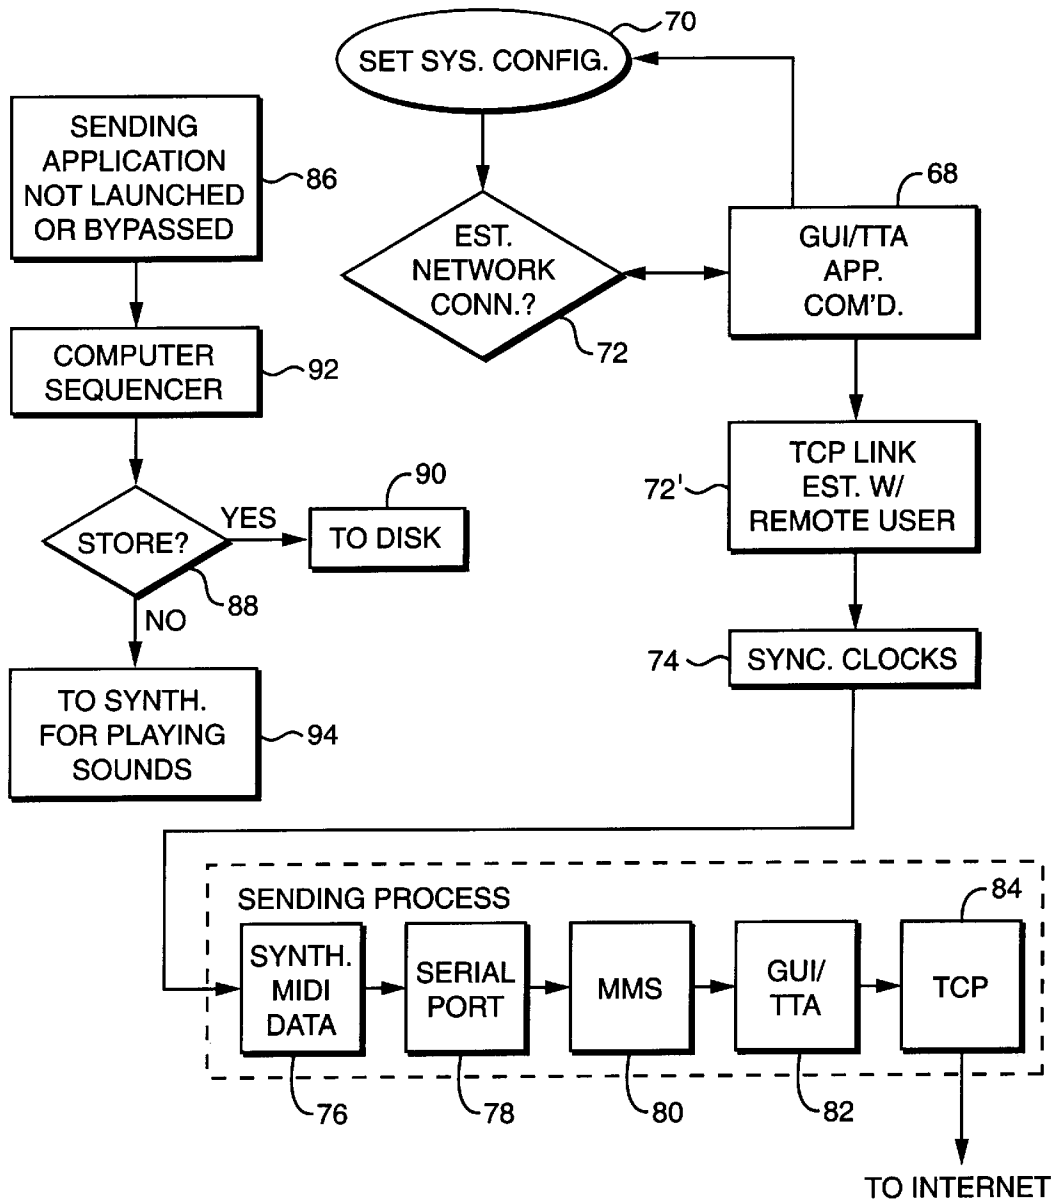 70
SET SYS. CONFIG.
SENDING
APPLICATION
NOT LAUNCHED
OR BYPASSED
86
68
EST.
NETWORK
CONN.?
72
GUI/TTA
APP.
COM'D.
COMPUTER
SEQUENCER
92
TCP LINK
EST. W/
REMOTE USER
72'
STORE?
YES
90
TO DISK
88
NO
74
SYNC. CLOCKS
TO SYNTH.
FOR PLAYING
SOUNDS
94
SENDING PROCESS
84
SYNTH.
MIDI
DATA
SERIAL
PORT
MMS
GUI/
TTA
TCP
76
78
80
82
TO INTERNET